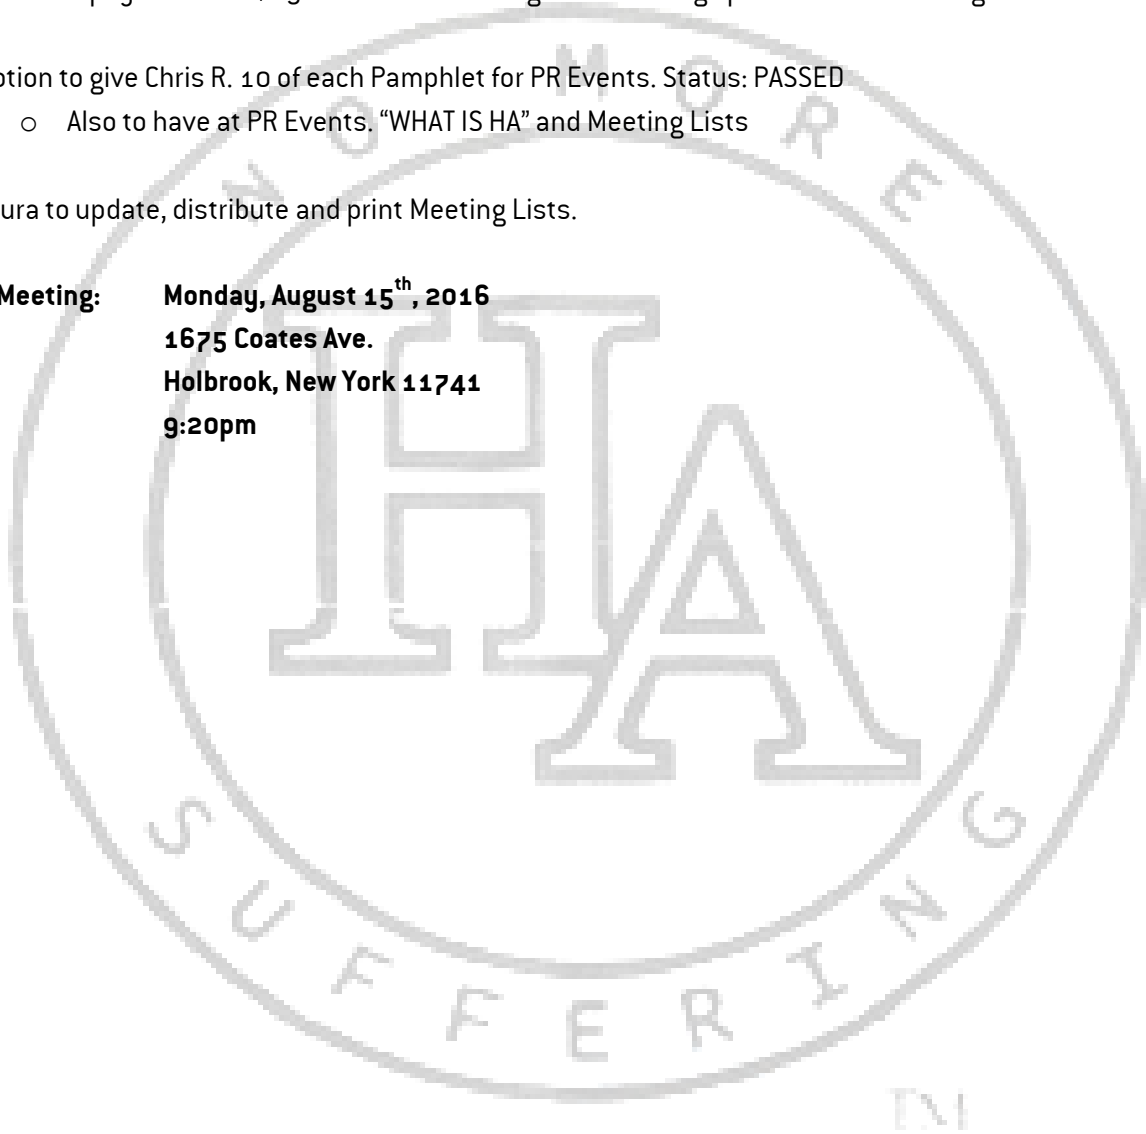 otion to give Chris R. 10 of each Pamphlet for PR Events. Status: PASSED
o Also to have at PR Events. “WHAT IS HA” and Meeting Lists
ura to update, distribute and print Meeting Lists.
Meeting: Monday, August 15th, 2016
1675 Coates Ave.
Holbrook, New York 11741
9:20pm
NO MORE
HA
SUFFERING
TM